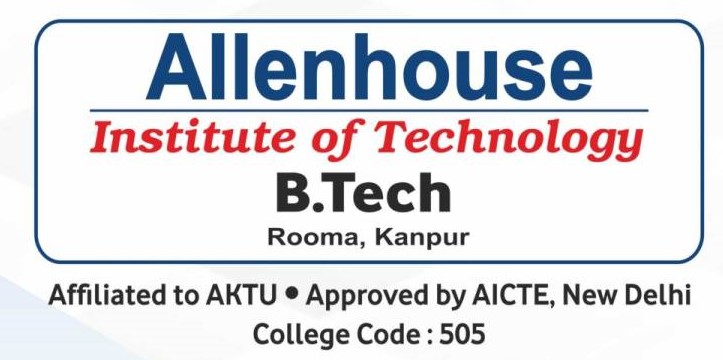 Allenhouse
Institute of Technology
B.Tech
Rooma, Kanpur
Affiliated to AKTU • Approved by AICTE, New Delhi
College Code : 505